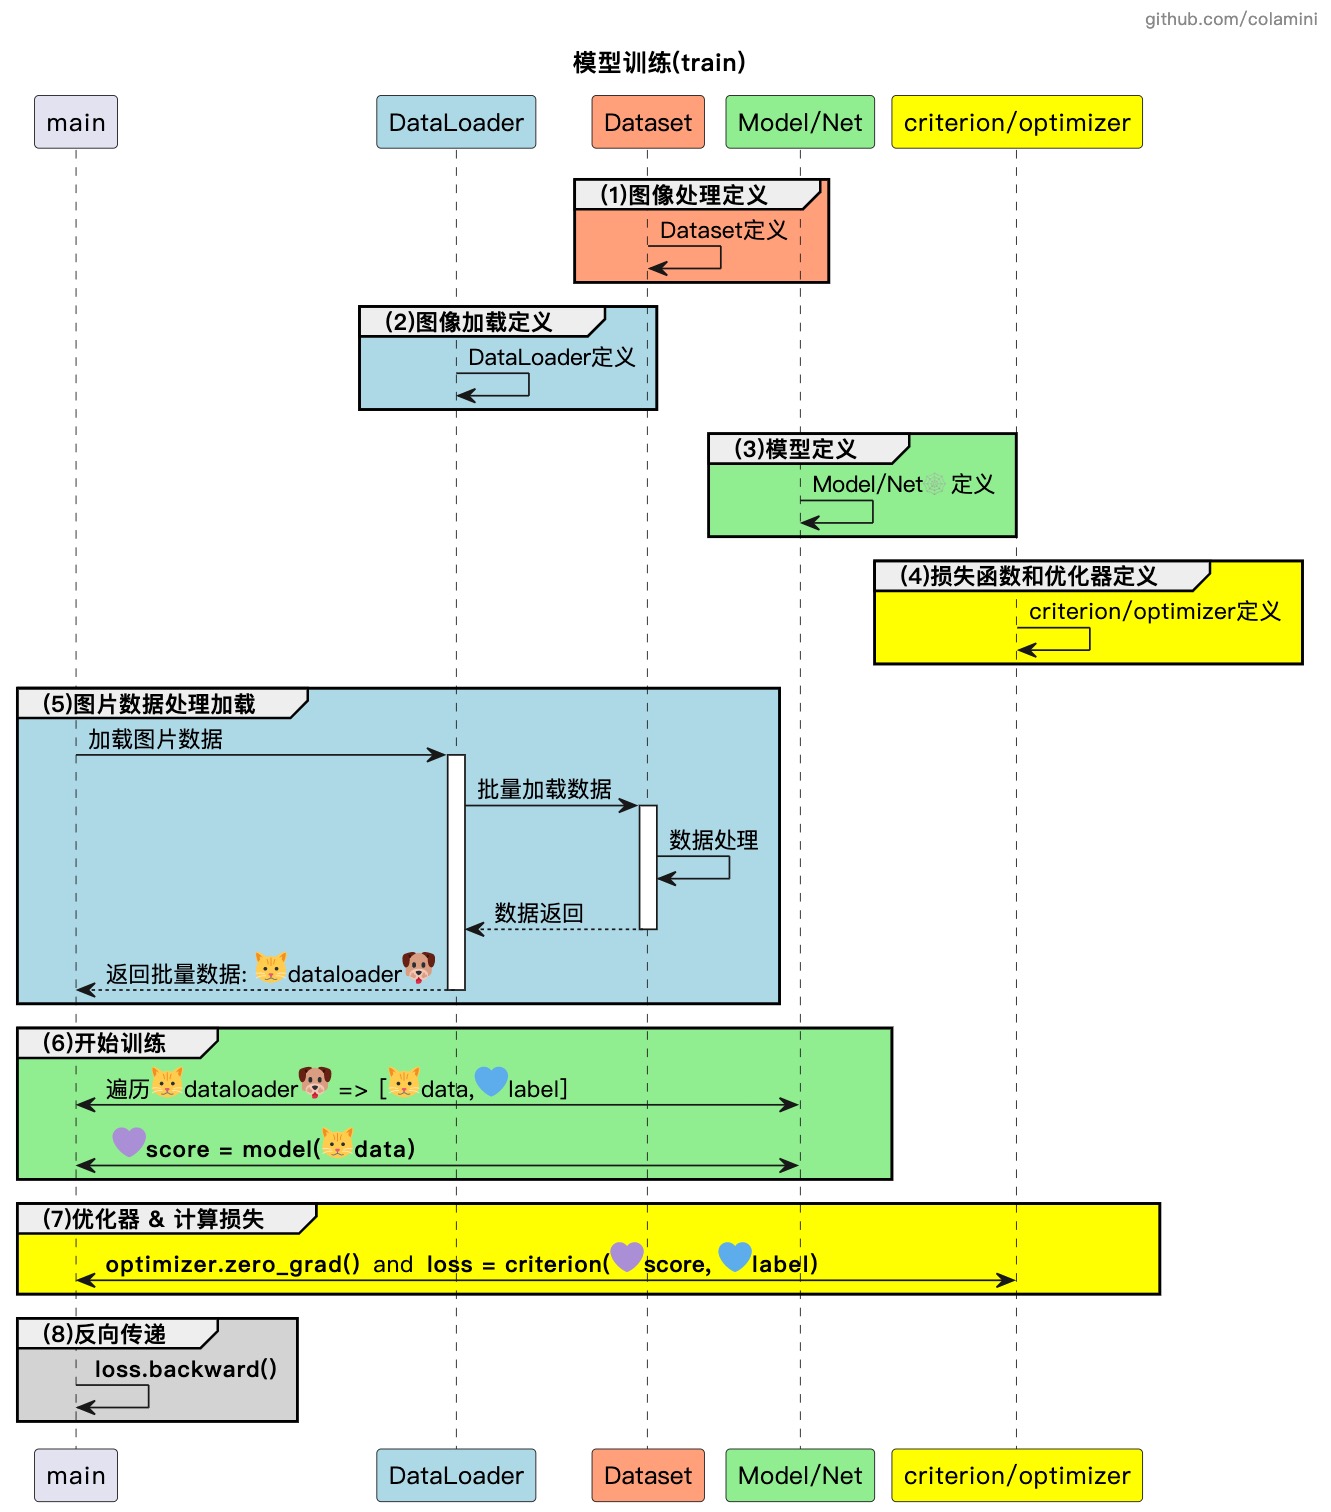 github.com/colamini
模型训练(train)
main
DataLoader
Dataset
Model/Net
criterion/optimizer
(1)图像处理定义
Dataset定义
(2)图像加载定义
DataLoader定义
(3)模型定义
Model/Net🕸定义
(4)损失函数和优化器定义
criterion/optimizer定义
(5)图片数据处理加载
加载图片数据
批量加载数据
数据处理
数据返回
返回批量数据: 🐱dataloader🐶
(6)开始训练
遍历🐱dataloader🐶 => [🐱data,💙label]
💜score = model(🐱data)
(7)优化器 & 计算损失
optimizer.zero_grad() and loss = criterion(💜score, 💙label)
(8)反向传递
loss.backward()
main
DataLoader
Dataset
Model/Net
criterion/optimizer